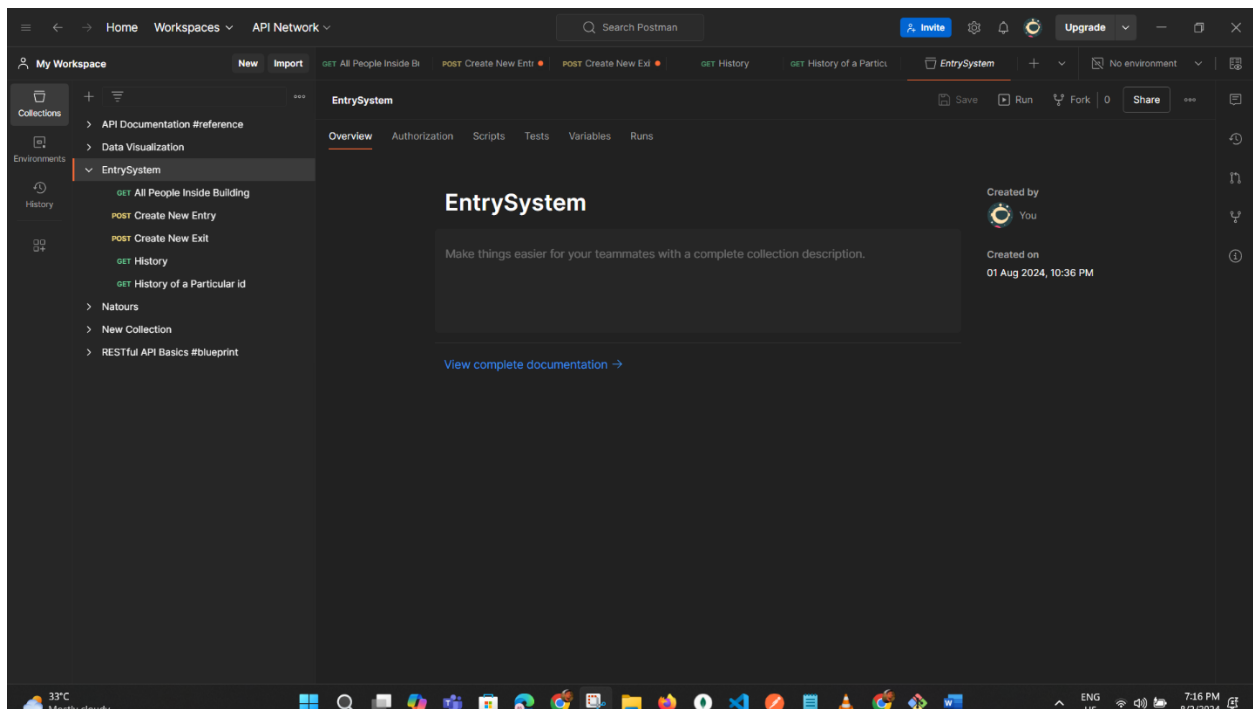 Home Workspaces API Network Search Postman Invite Upgrade
My Workspace New Import GET All People Inside POST Create New POST Create New GET History GET History of a EntrySystem No environment
Collections
Environments
History
API Documentation #reference
Data Visualization
EntrySystem
GET All People Inside Building
POST Create New Entry
POST Create New Exit
GET History
GET History of a Particular id
Natours
New Collection
RESTful API Basics #blueprint
EntrySystem Save Run Fork 0 Share
Overview Authorization Scripts Tests Variables Runs
EntrySystem
Make things easier for your teammates with a complete collection description.
View complete documentation →
Created by
You
Created on
01 Aug 2024, 10:36 PM
33°C
Mostly cloudy
ENG
7:16 PM